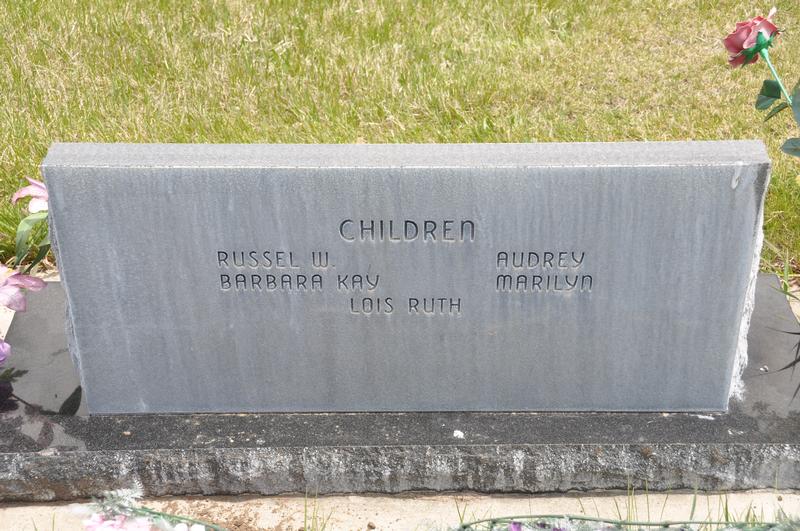 CHILDREN
RUSSEL W. AUDREY
BARBARA KAY MARILYN
LOIS RUTH